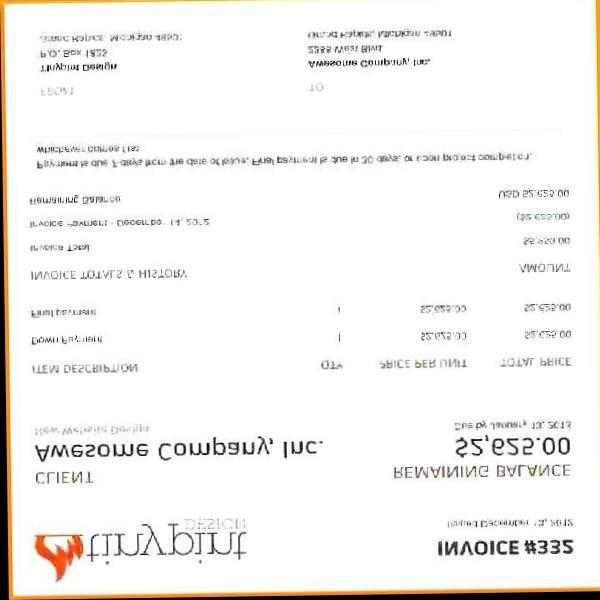 tinypint
DESIGN
INVOICE #332
Issued December 13, 2012
CLIENT
REMAINING BALANCE
Awesome Company, Inc.
$2,625.00
New Website Design
Due by January 13, 2013
ITEM DESCRIPTION QTY PRICE PER UNIT TOTAL PRICE
Down Payment 1 $2,625.00 $2,625.00
Final payment 1 $2,625.00 $2,625.00
INVOICE TOTALS & HISTORY AMOUNT
Invoice Total $5,250.00
Invoice Payment - December 14, 2012 ($2,625.00)
Remaining Balance USD $2,625.00
Payment is due 7 days from the date of issue. Final payment is due in 30 days, or upon project completion,
whichever comes first
FROM
TO
Tinypint Design
Awesome Company, Inc.
P.O. Box 1823
2288 West Blvd
Grand Rapids, Michigan 49501
Grand Rapids, Michigan 49501